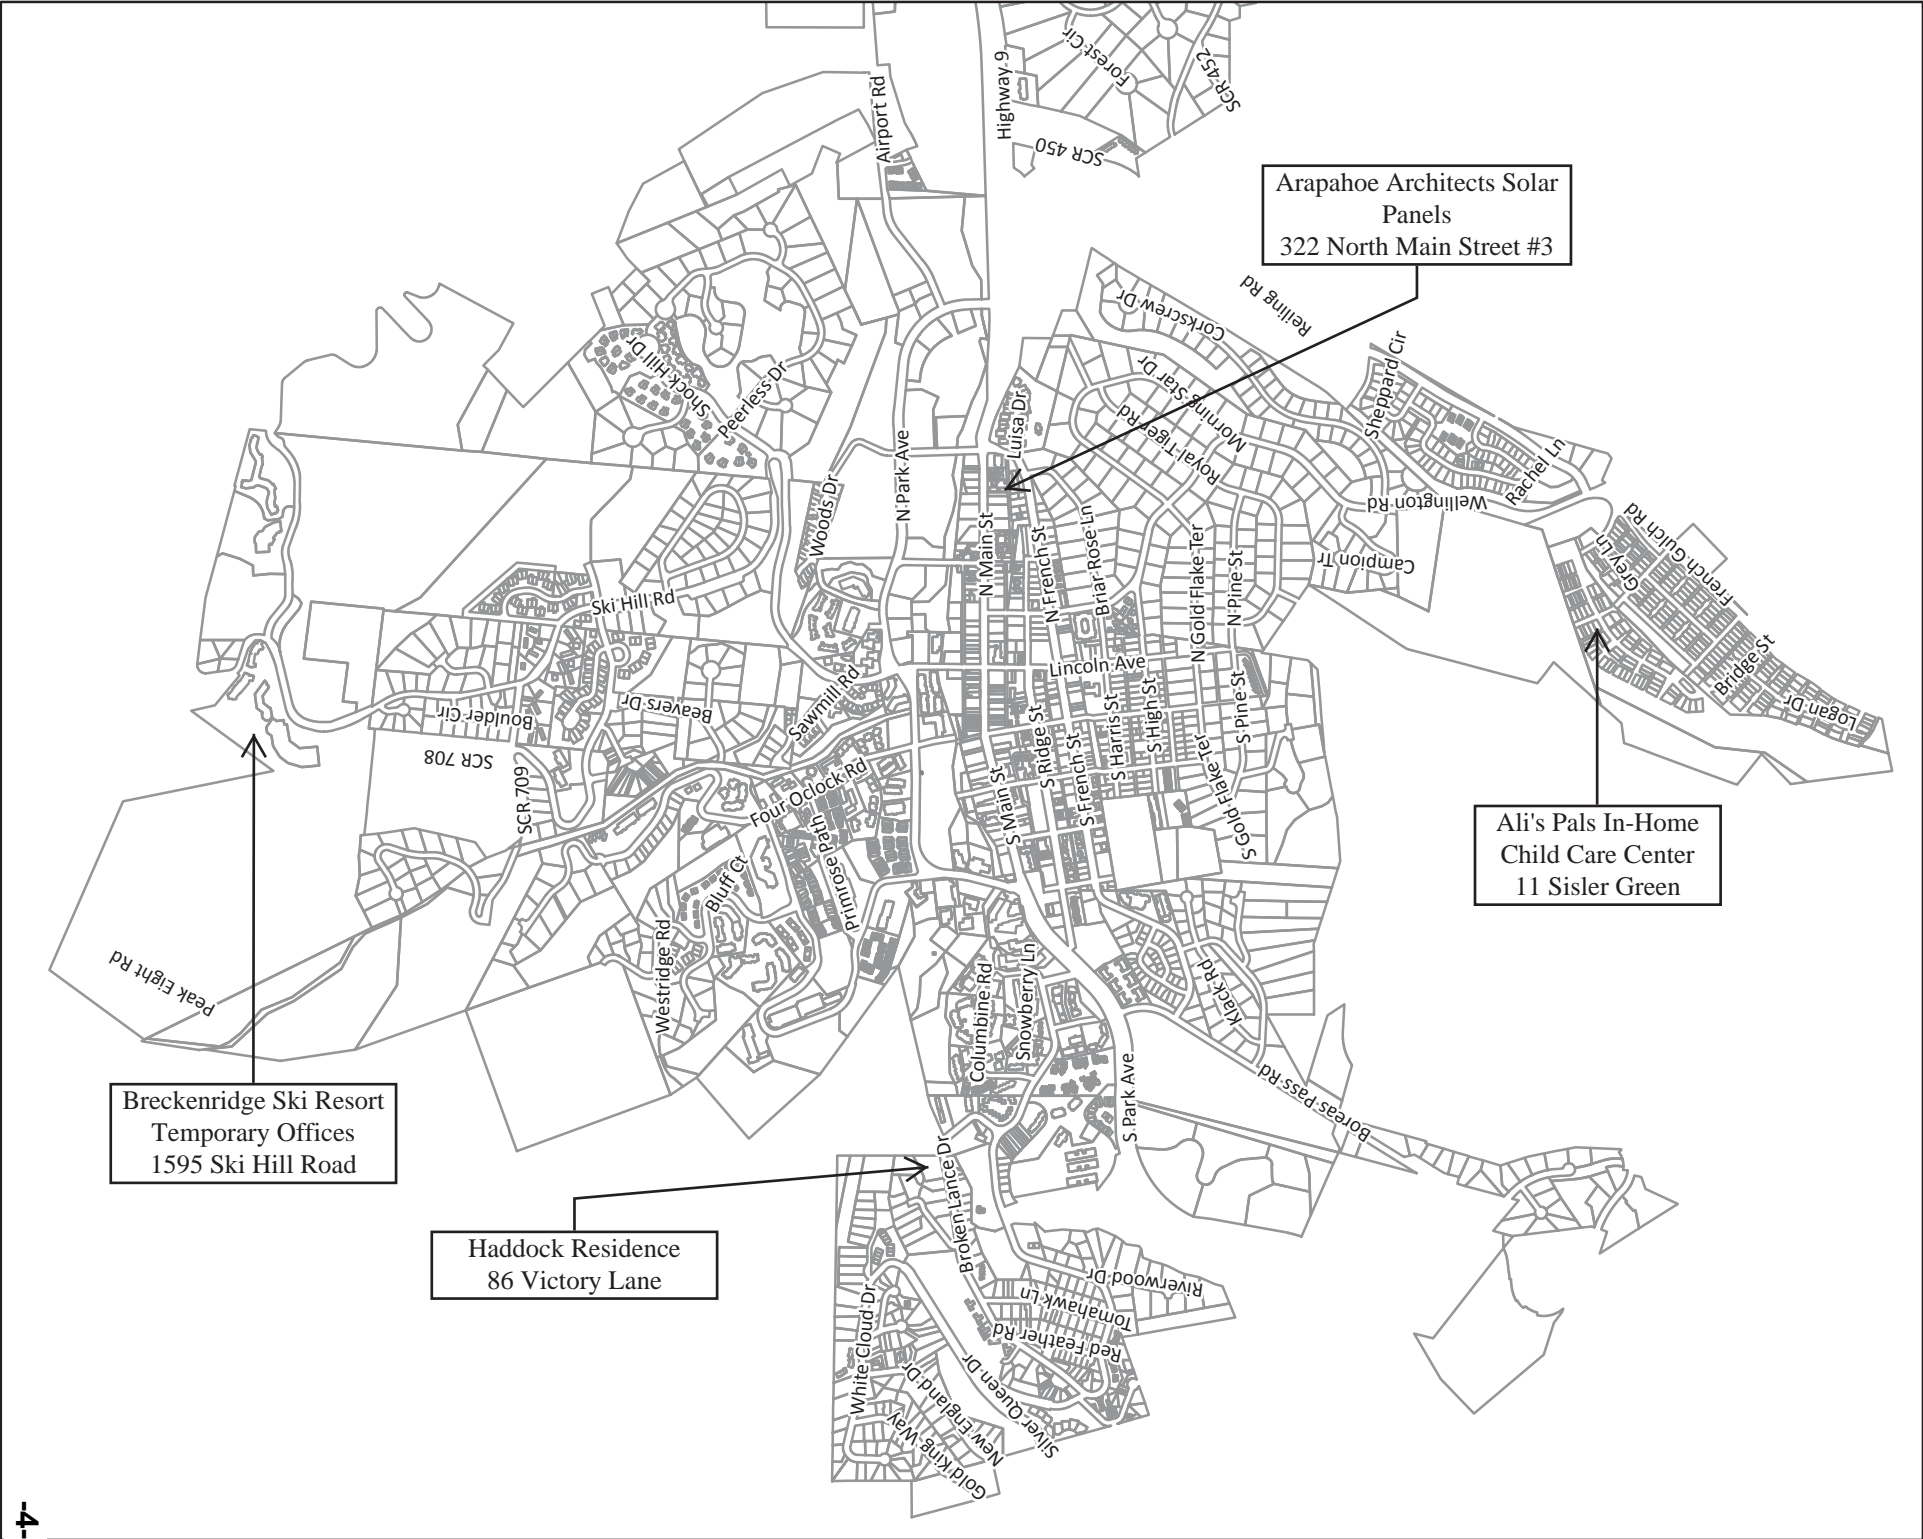 Forest Cir
SCR 452
Highway 9
Airport Rd
SCR 450
Arapahoe Architects Solar
Panels
322 North Main Street #3
Reiling Rd
Corkscrew Dr
Sheppard Cir
Shock Hill Dr
Peerless Dr
Luisa Dr
Morning Star Dr
Royal Tiger Rd
N Park Ave
Woods Dr
Wellington Rd
Rachel Ln
French Gulch Rd
N Main St
N French St
Briar Rose Ln
N Gold Flake Ter
N Pine St
Campion Tr
Grey Ln
Ski Hill Rd
Lincoln Ave
Bridge St
Logan Dr
Boulder Cir
Beavers Dr
Sawmill Rd
S Ridge St
S French St
S Harris St
S High St
S Pine St
SCR 708
SCR 709
Four Oclock Rd
S Main St
S Gold Flake Ter
Primrose Path
Bluff Ct
Ali's Pals In-Home
Child Care Center
11 Sisler Green
Westridge Rd
Peak Eight Rd
Columbine Rd
Snowberry Ln
Klack Rd
S Park Ave
Boreas Pass Rd
Breckenridge Ski Resort
Temporary Offices
1595 Ski Hill Road
Broken Lance Dr
Haddock Residence
86 Victory Lane
Riverwood Dr
Tomahawk Ln
Red Feather Rd
White Cloud Dr
New England Dr
Silver Queen Dr
Gold King Way
-4-